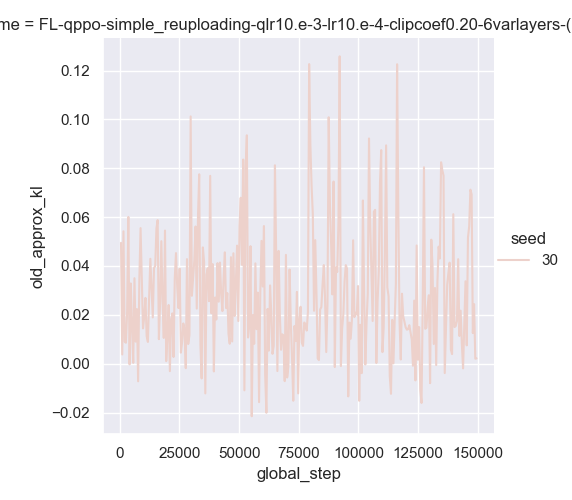 me = FL-qppo-simple_reuploading-qlr10.e-3-lr10.e-4-clipcoef0.20-6varlayers-(
0.12
0.10
0.08
0.06
0.04
0.02
0.00
−0.02
old_approx_kl
0 25000 50000 75000 100000 125000 150000
global_step
seed
30